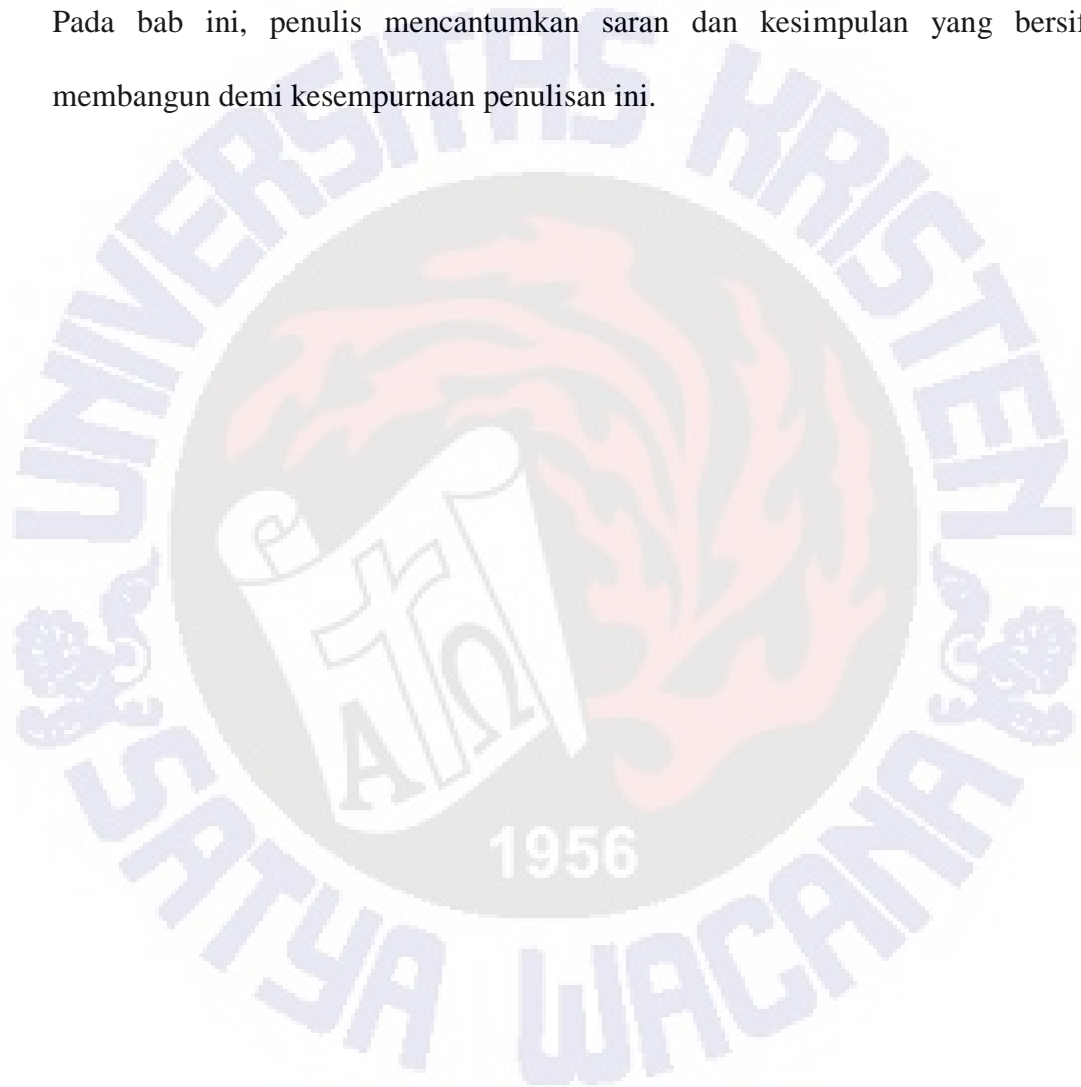 Pada bab ini, penulis mencantumkan saran dan kesimpulan yang
membangun demi kesempurnaan penulisan ini.
UNIVERSITAS KRISTEN
Α Ω
1956
SATYA WACANA